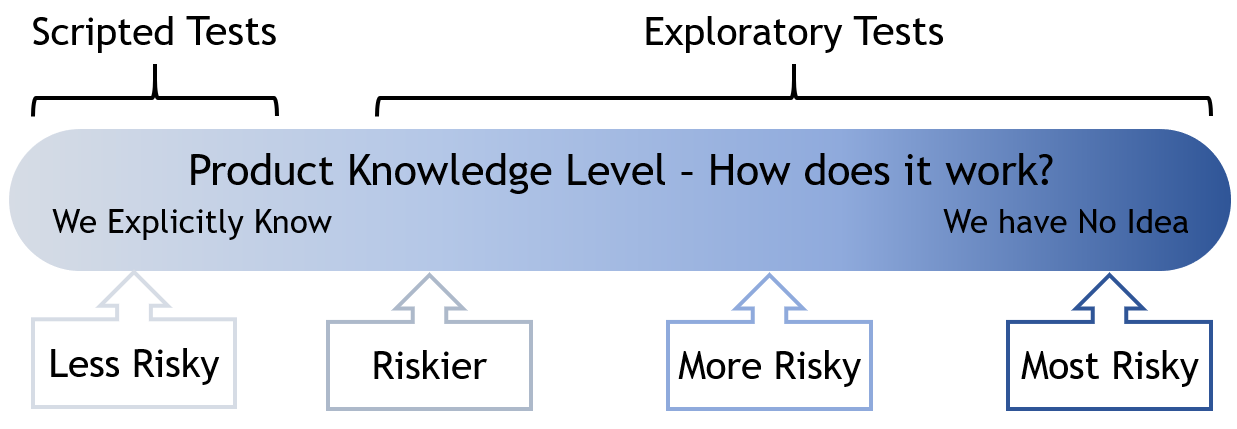 Scripted Tests
Exploratory Tests
Product Knowledge Level – How does it work?
We Explicitly Know
We have No Idea
Less Risky
Riskier
More Risky
Most Risky